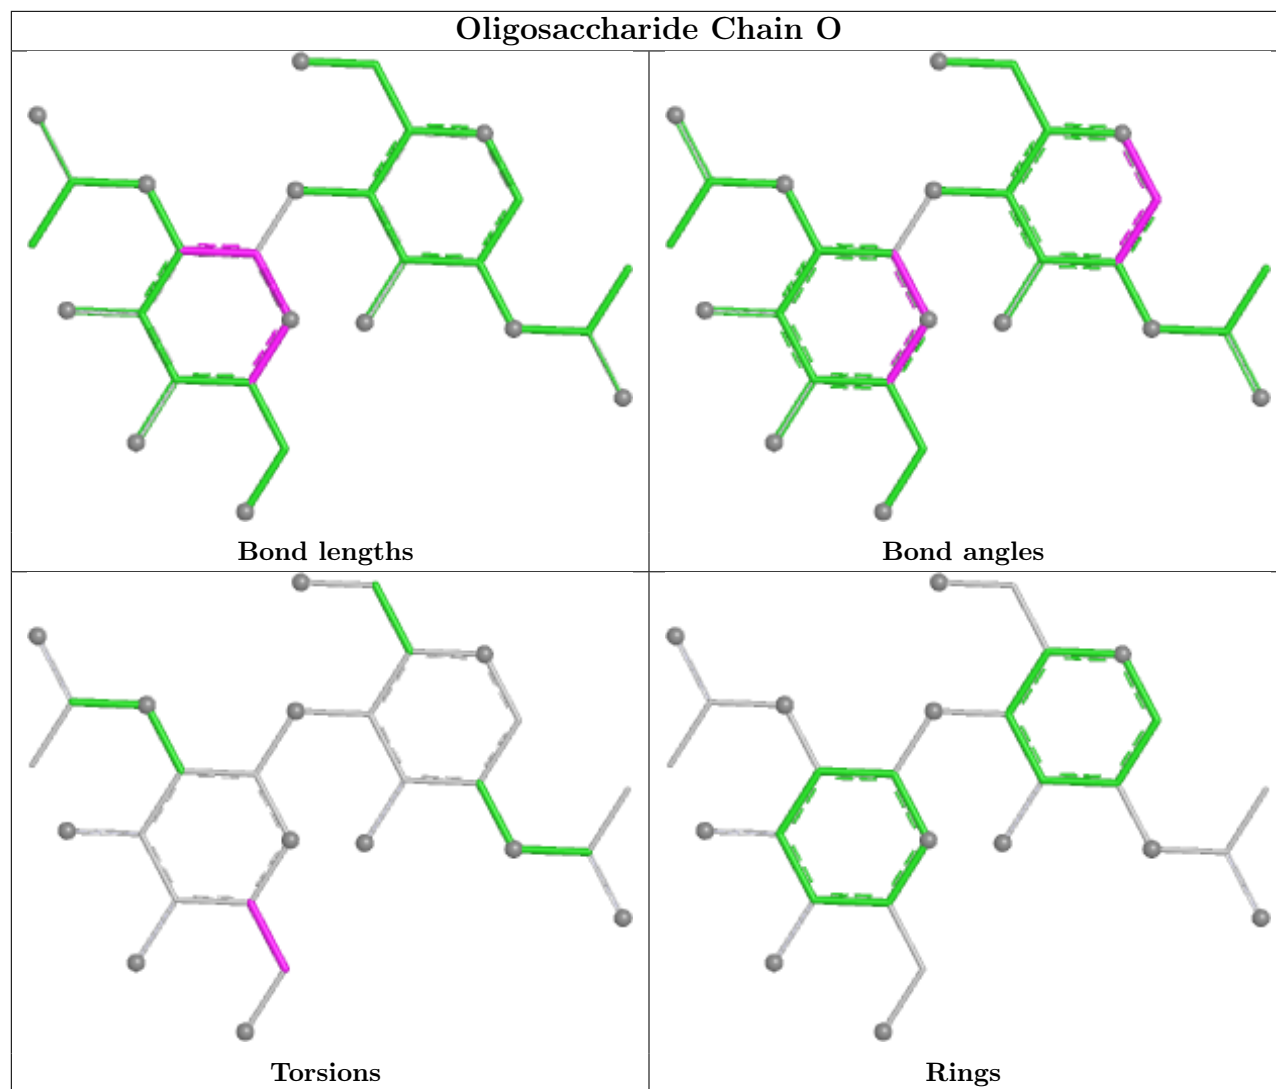 Oligosaccharide Chain O
Bond lengths
Bond angles
Torsions
Rings